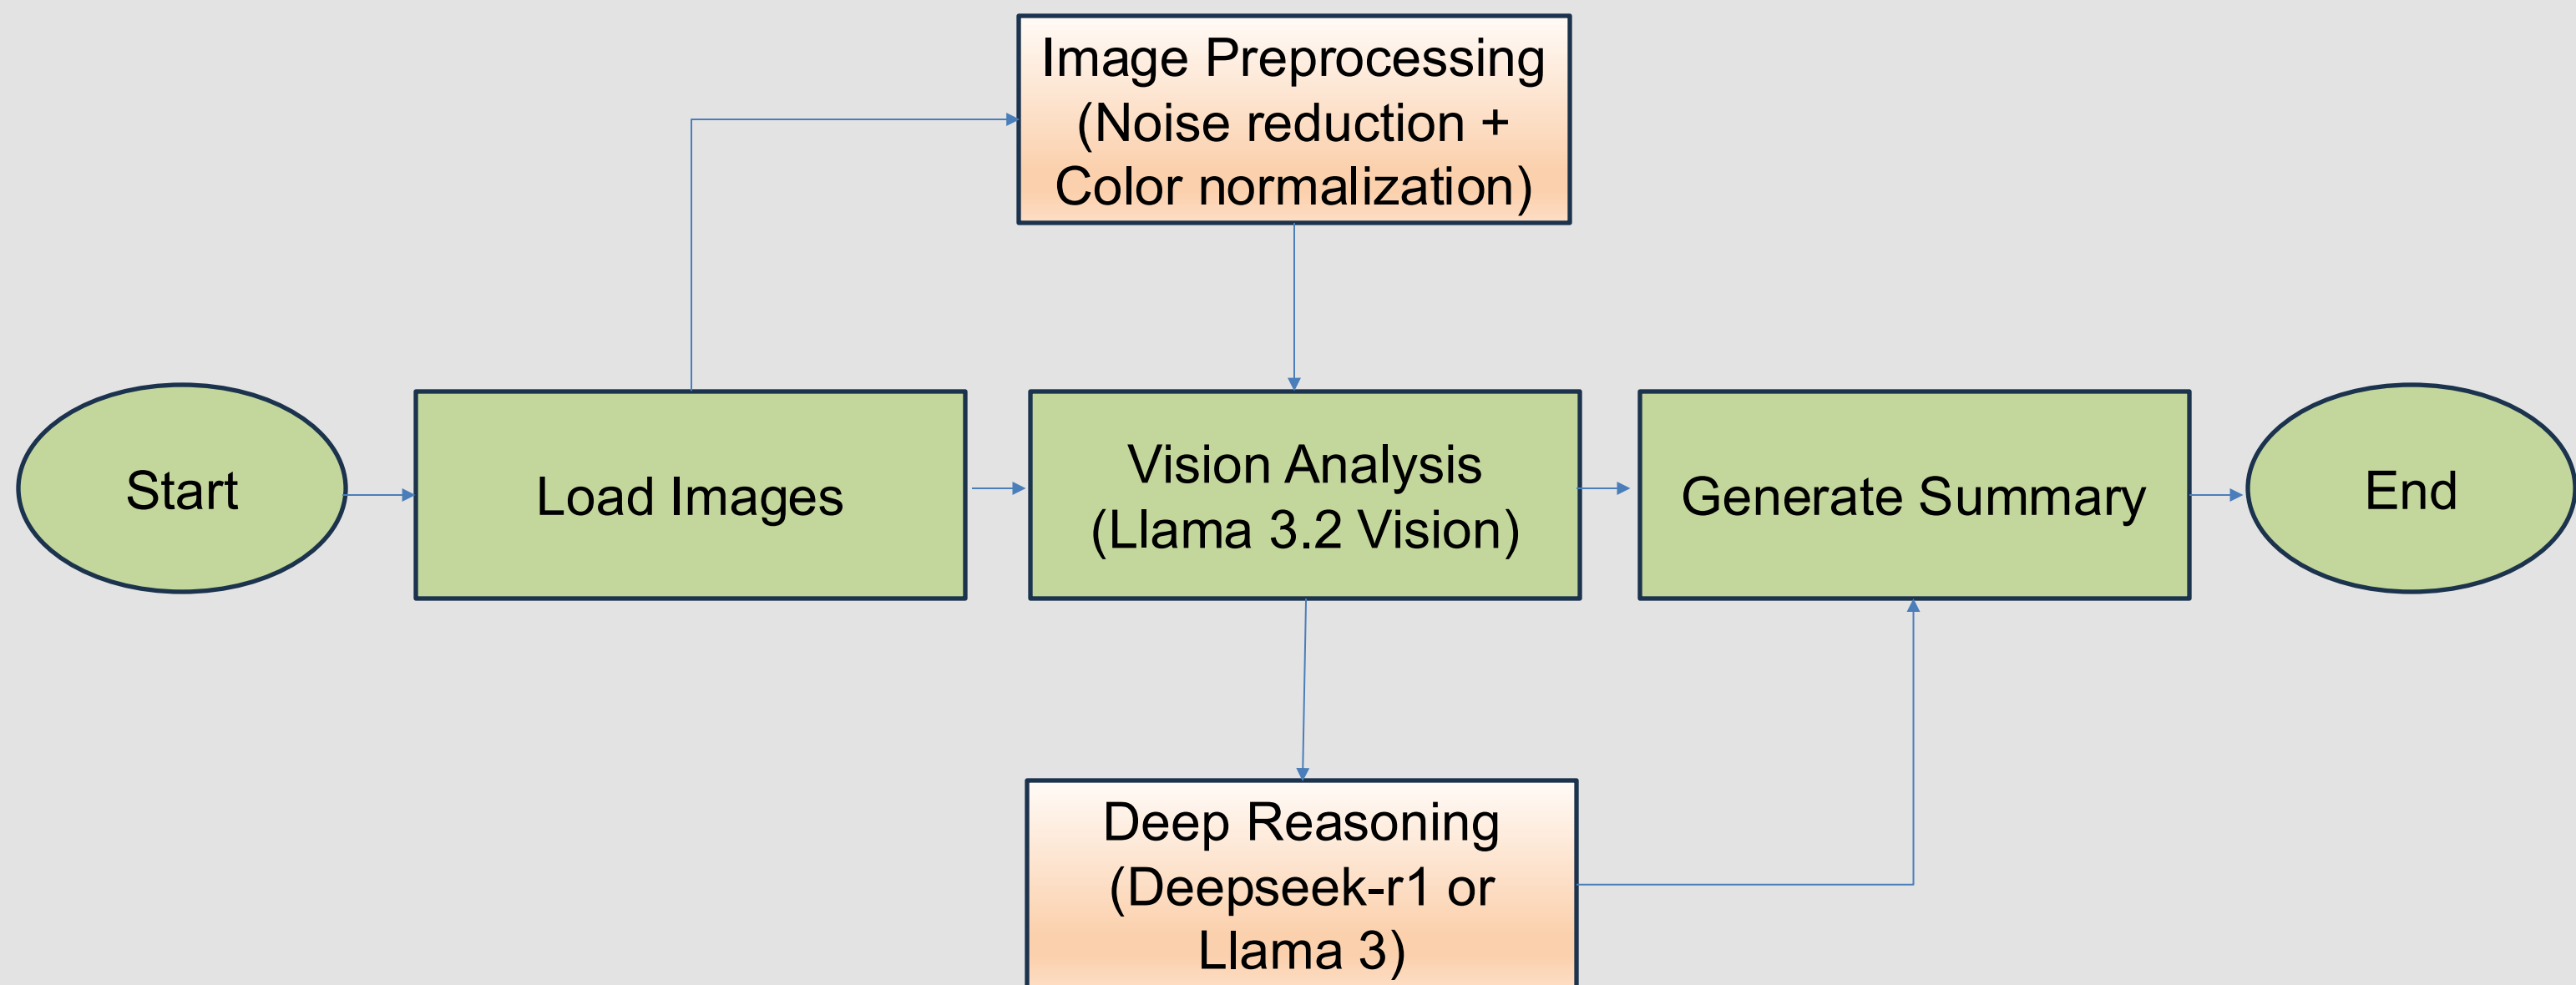 Image Preprocessing
(Noise reduction +
Color normalization)
Start
Load Images
Vision Analysis
(Llama 3.2 Vision)
Generate Summary
End
Deep Reasoning
(Deepseek-r1 or
Llama 3)